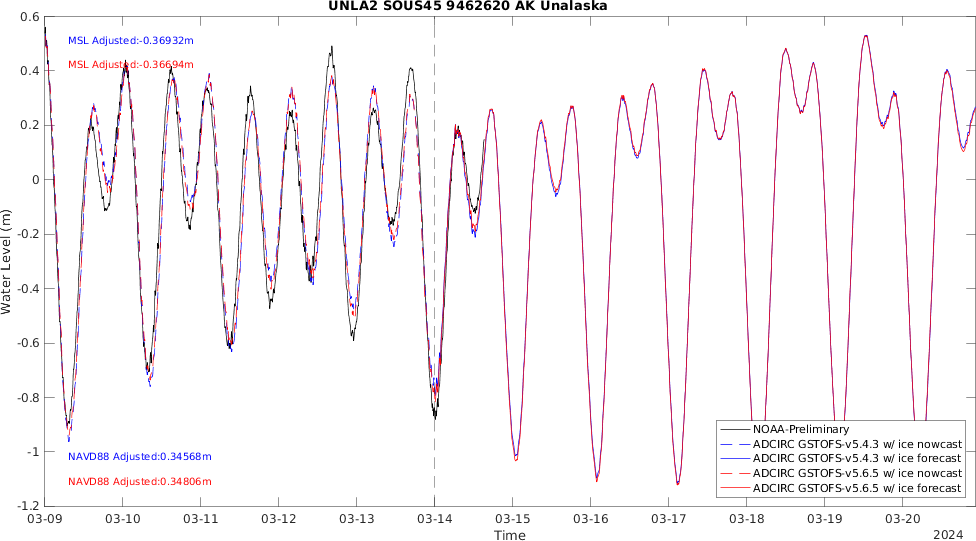 UNLA2 SOUS45 9462620 AK Unalaska
0.6
0.4
0.2
0
-0.2
-0.4
-0.6
-0.8
-1
-1.2
Water Level (m)
MSL Adjusted:-0.36932m
MSL Adjusted:-0.36694m
NAVD88 Adjusted:0.34568m
NAVD88 Adjusted:0.34806m
NOAA-Preliminary
ADCIRC GSTOFS-v5.4.3 w/ ice nowcast
ADCIRC GSTOFS-v5.4.3 w/ ice forecast
ADCIRC GSTOFS-v5.6.5 w/ ice nowcast
ADCIRC GSTOFS-v5.6.5 w/ ice forecast
03-09 03-10 03-11 03-12 03-13 03-14 03-15 03-16 03-17 03-18 03-19 03-20
Time
2024